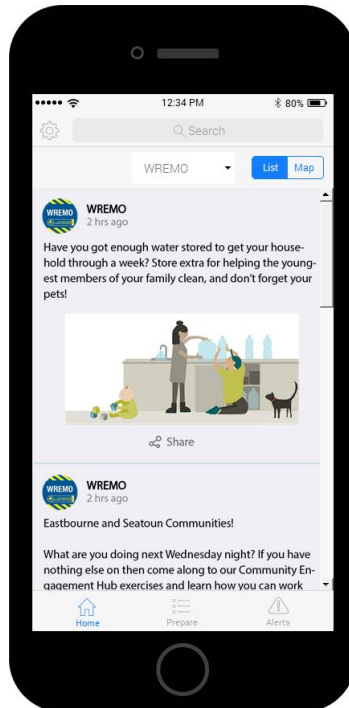 12:34 PM
80%
Search
WREMO
List
Map
WREMO
WREMO
2 hrs ago
Have you got enough water stored to get your house-
hold through a week? Store extra for helping the young-
est members of your family clean, and don't forget your
pets!
Share
WREMO
WREMO
2 hrs ago
Eastbourne and Seatoun Communities!
What are you doing next Wednesday night? If you have
nothing else on then come along to our Community En-
gagement Hub exercises and learn how you can work
Home
Prepare
Alerts